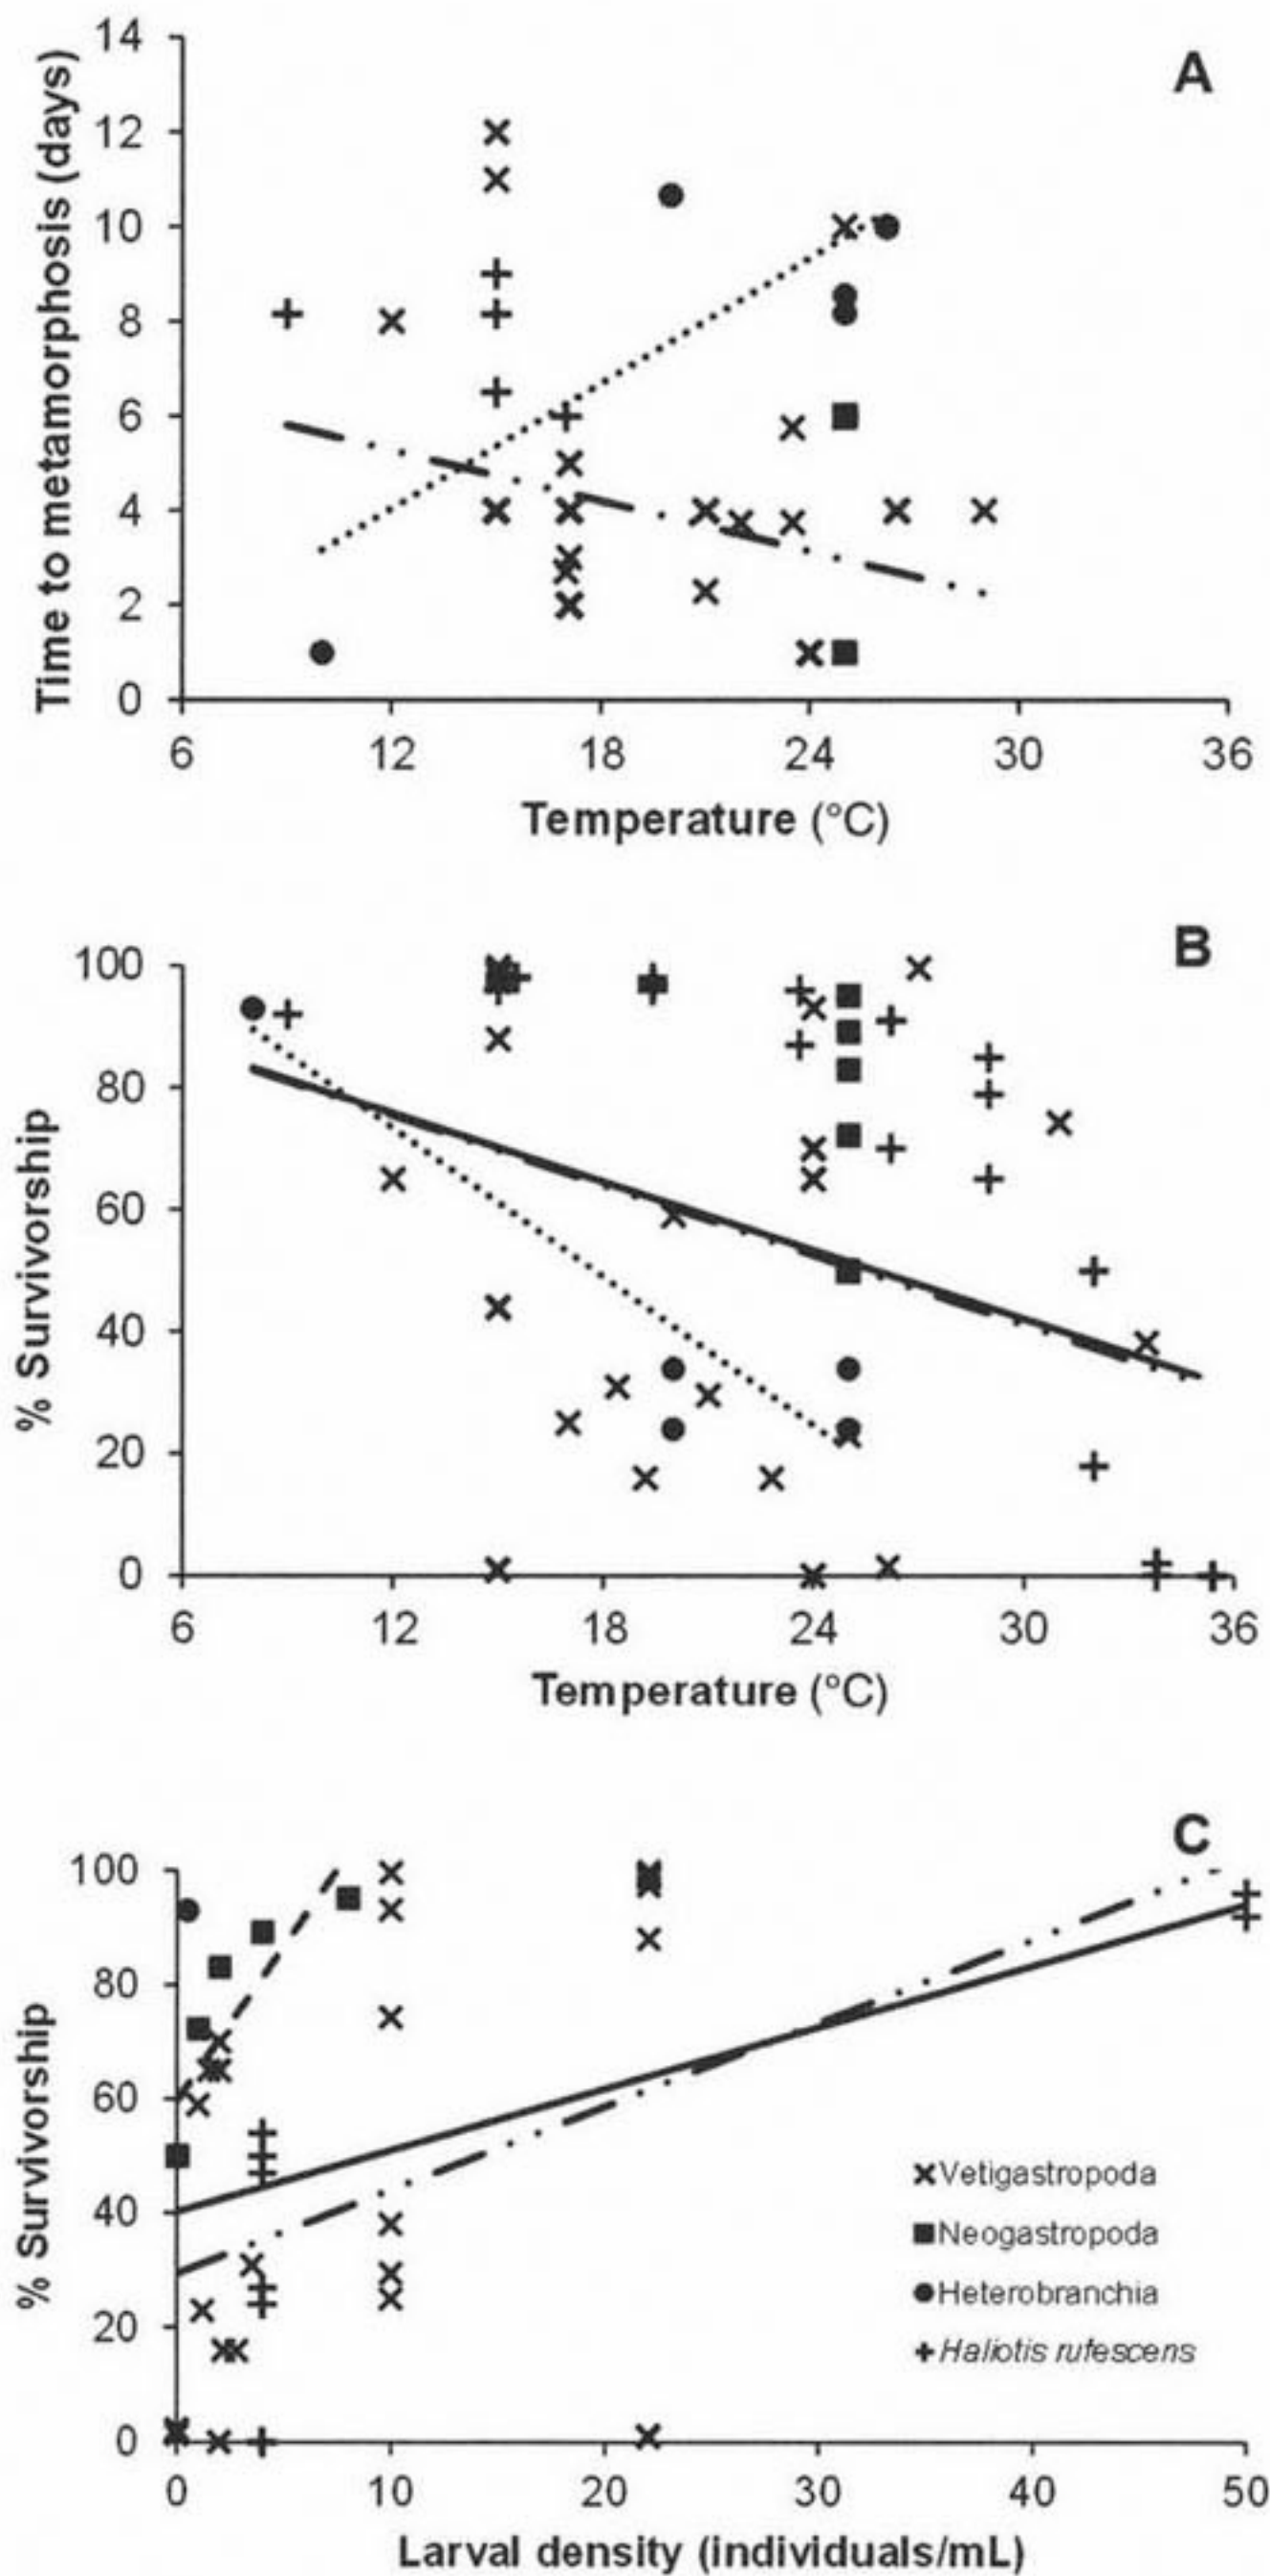 A
Time to metamorphosis (days)
14
12
10
8
6
4
2
0
6 12 18 24 30 36
Temperature (°C)
B
% Survivorship
100
80
60
40
20
0
6 12 18 24 30 36
Temperature (°C)
C
% Survivorship
100
80
60
40
20
0
Vetigastropoda
Neogastropoda
Heterobranchia
Haliotis rufescens
0 10 20 30 40 50
Larval density (individuals/mL)